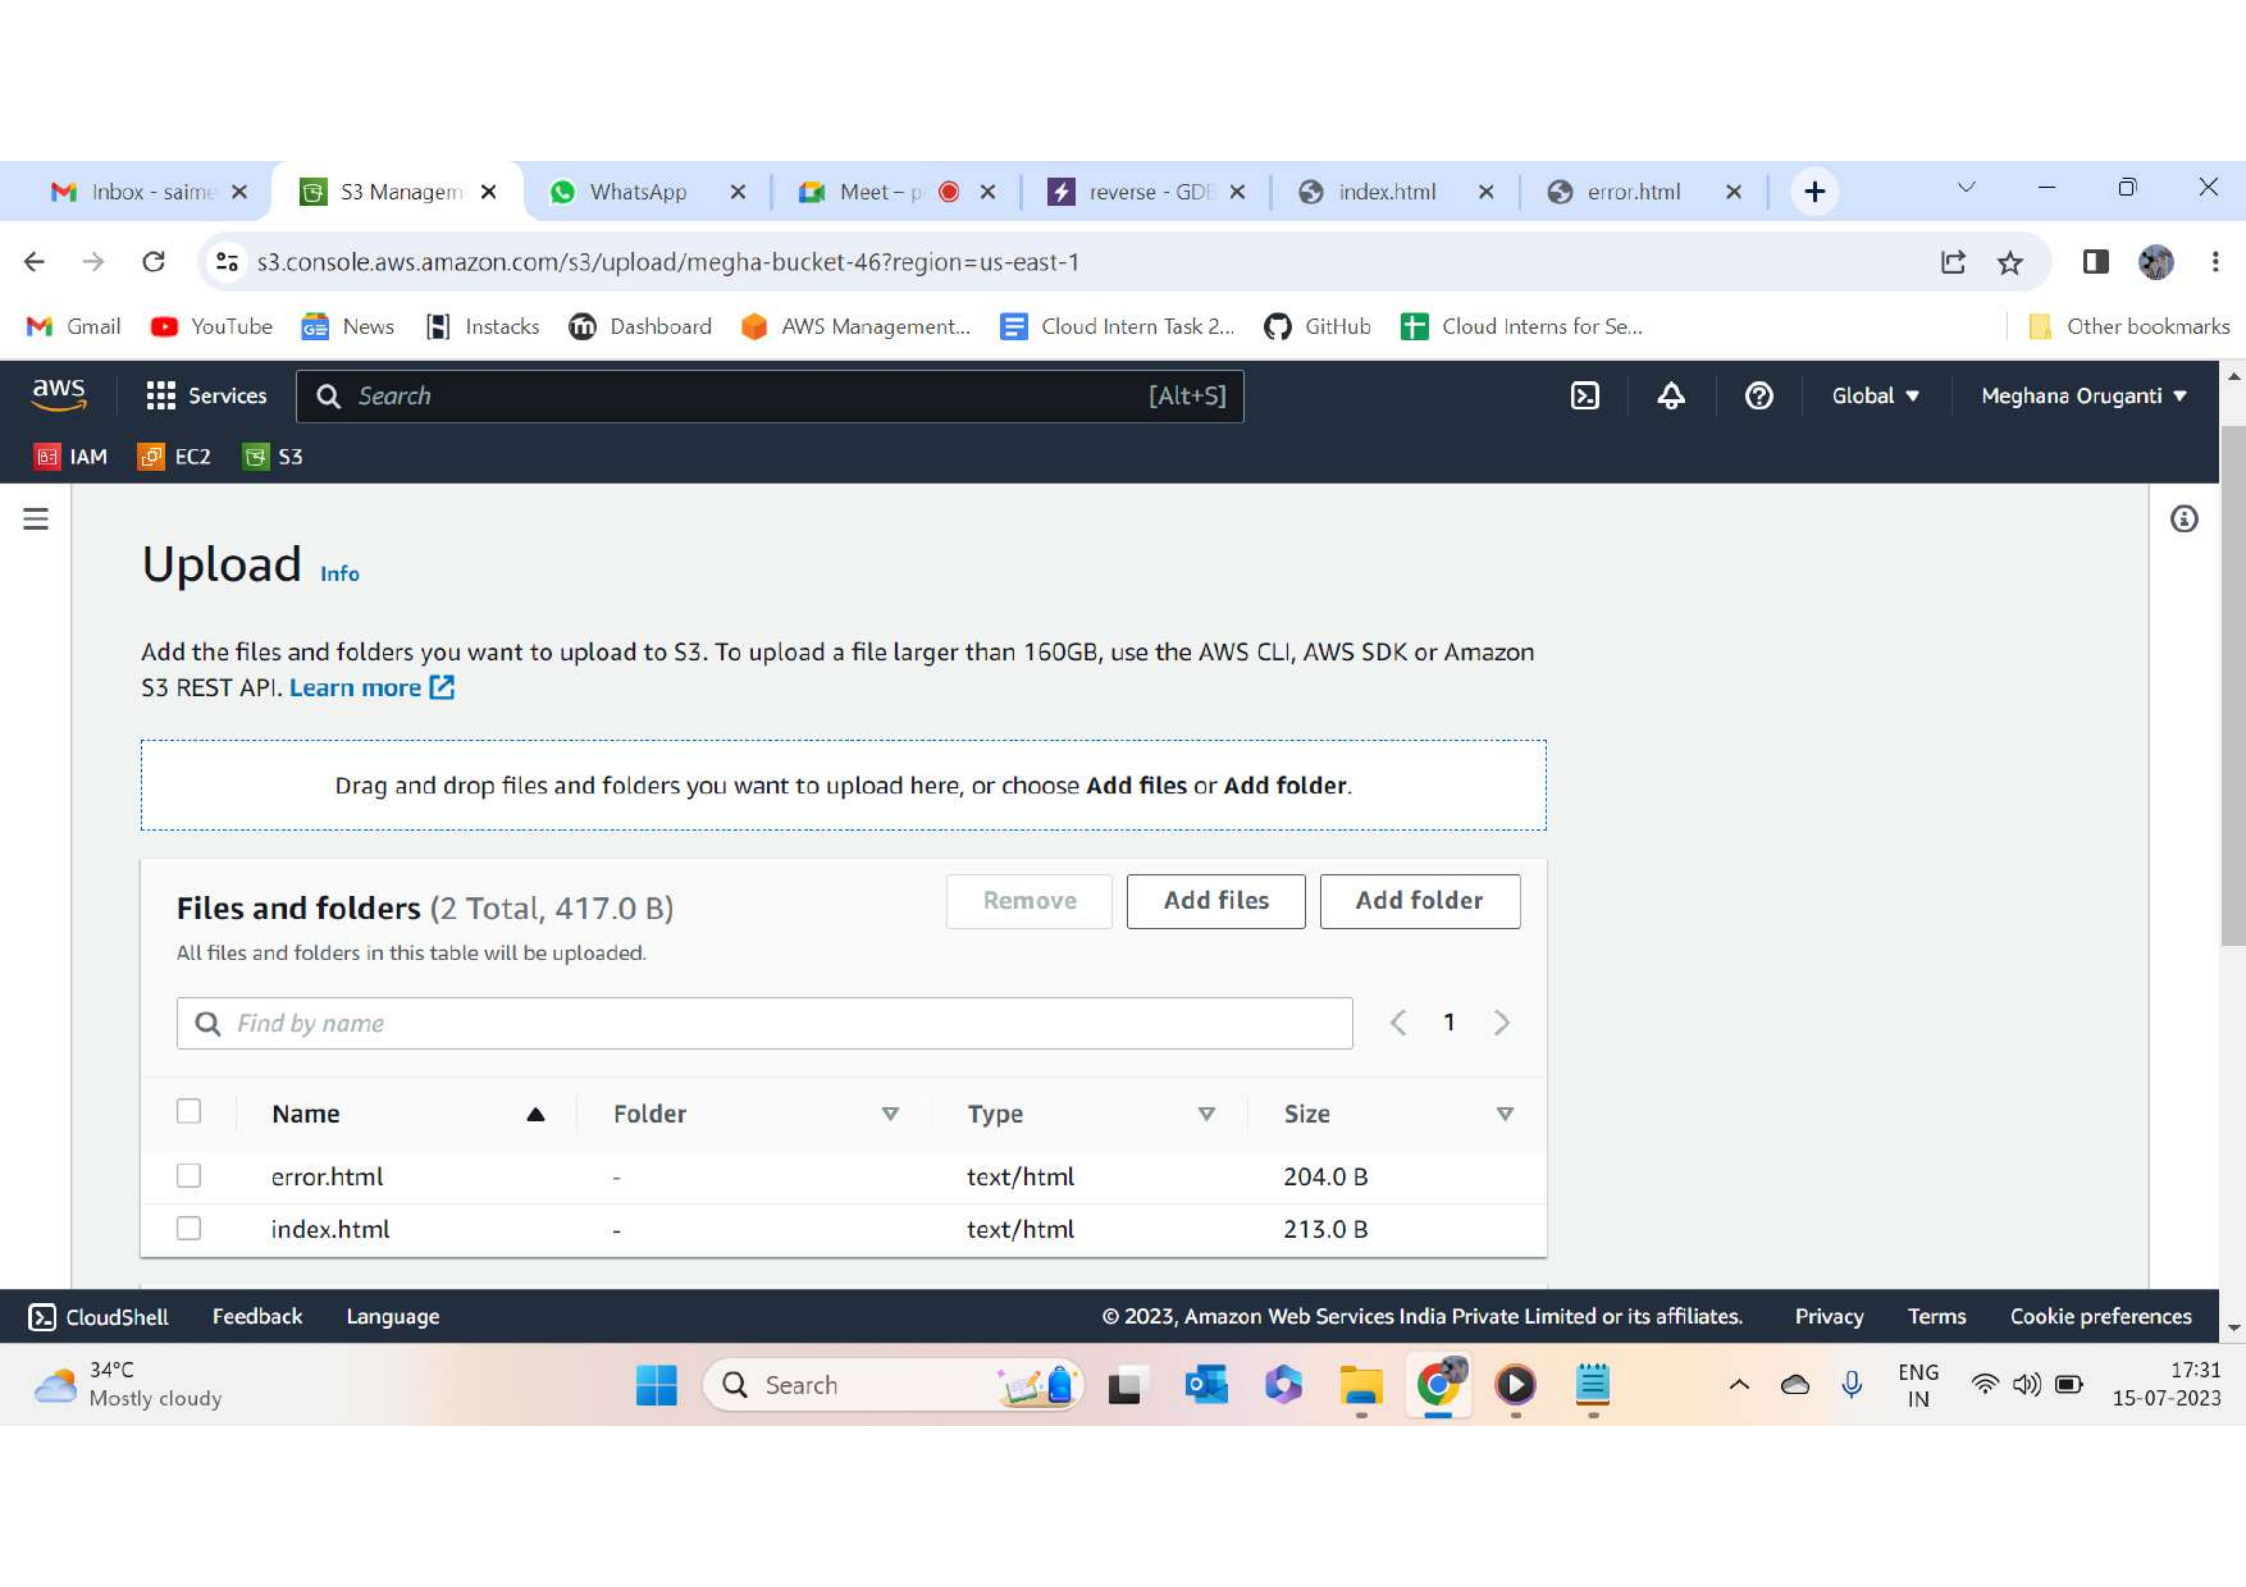 Inbox - saime
S3 Managem
WhatsApp
Meet – p
reverse - GDB
index.html
error.html
s3.console.aws.amazon.com/s3/upload/megha-bucket-46?region=us-east-1
Gmail
YouTube
News
Instacks
Dashboard
AWS Management...
Cloud Intern Task 2...
GitHub
Cloud Interns for Se...
Other bookmarks
aws
Services
Search
[Alt+S]
Global
Meghana Oruganti
IAM
EC2
S3
Upload Info
Add the files and folders you want to upload to S3. To upload a file larger than 160GB, use the AWS CLI, AWS SDK or Amazon
S3 REST API. Learn more
Drag and drop files and folders you want to upload here, or choose Add files or Add folder.
Files and folders (2 Total, 417.0 B)
Remove
Add files
Add folder
All files and folders in this table will be uploaded.
Find by name
1
Name
Folder
Type
Size
error.html
-
text/html
204.0 B
index.html
-
text/html
213.0 B
CloudShell
Feedback
Language
© 2023, Amazon Web Services India Private Limited or its affiliates.
Privacy
Terms
Cookie preferences
34°C
Mostly cloudy
Search
ENG
IN
17:31
15-07-2023